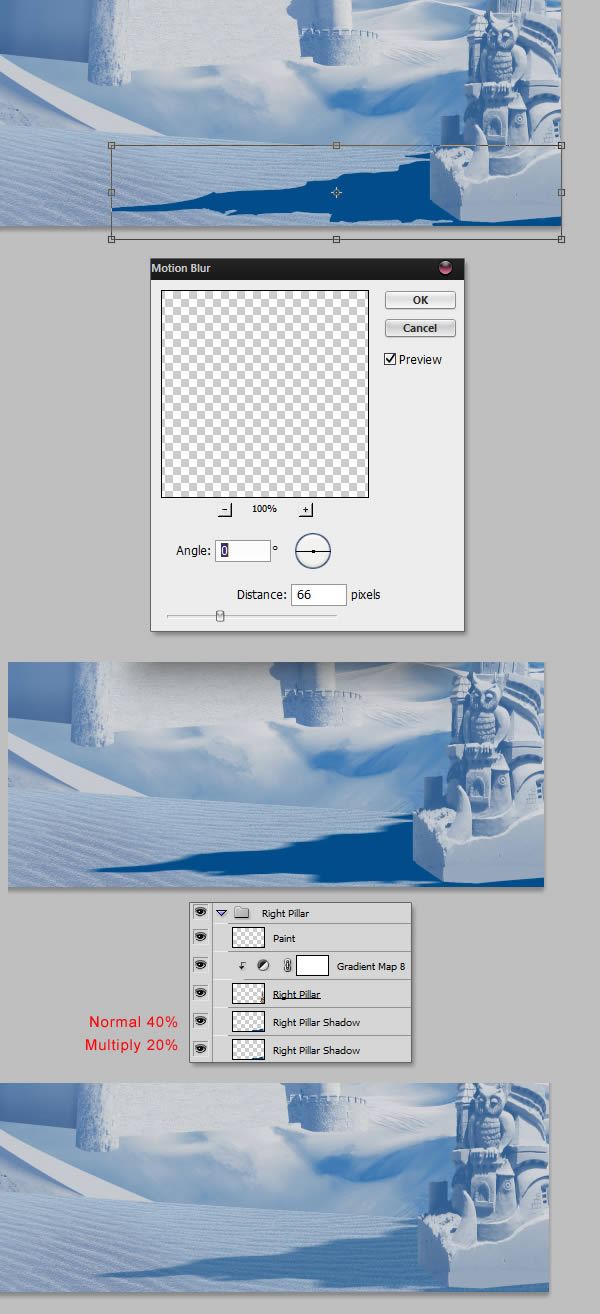 Motion Blur
OK
Cancel
Preview
100%
Angle: 0 °
Distance: 66 pixels
Right Pillar
Paint
Gradient Map 8
Right Pillar
Normal 40% Right Pillar Shadow
Multiply 20% Right Pillar Shadow